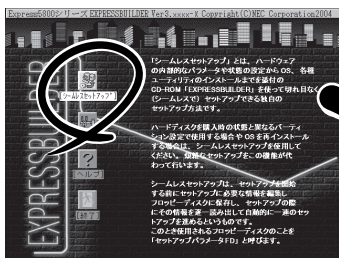 Express5800シリーズ EXPRESSBUILDER Ver3.xxxx-x Copyright(C)NEC Corporation2004
EXPRESSBUILDER
シームレスセットアップ
ヘルプ
[終了]
「シームレスセットアップ」とは、ハードウェア
の内部的なパラメータや状態の設定からOS、各種
ユーティリティのインストールまでを添付の
CD-ROM「EXPRESSBUILDER」を使って切れ目なく
(シームレスで)セットアップできる独自の
セットアップ方法です。
ハードディスクを購入時の状態と異なるパーティ
ション設定で使用する場合やOSを再インストール
する場合は、シームレスセットアップを使用して
ください。煩雑なセットアップをこの機能が代
わって行います。
シームレスセットアップは、セットアップを開始
する前にセットアップに必要な情報を編集し
フロッピーディスクに保存し、セットアップの際
にその情報を逐一読み出して自動的に一連のセッ
トアップを進めるというものです。
このとき使用されるフロッピーディスクのことを
「セットアップパラメータFD」と呼びます。